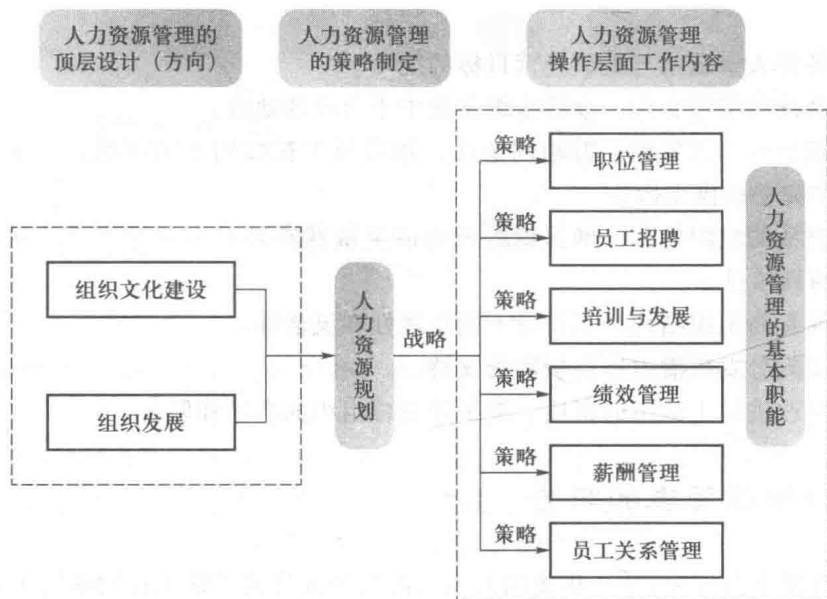 人力资源管理的
顶层设计（方向）
人力资源管理
的策略制定
人力资源管理
操作层面工作内容
组织文化建设
组织发展
人力资源规划
战略
策略
职位管理
策略
员工招聘
策略
培训与发展
策略
绩效管理
策略
薪酬管理
策略
员工关系管理
人力资源管理的基本职能